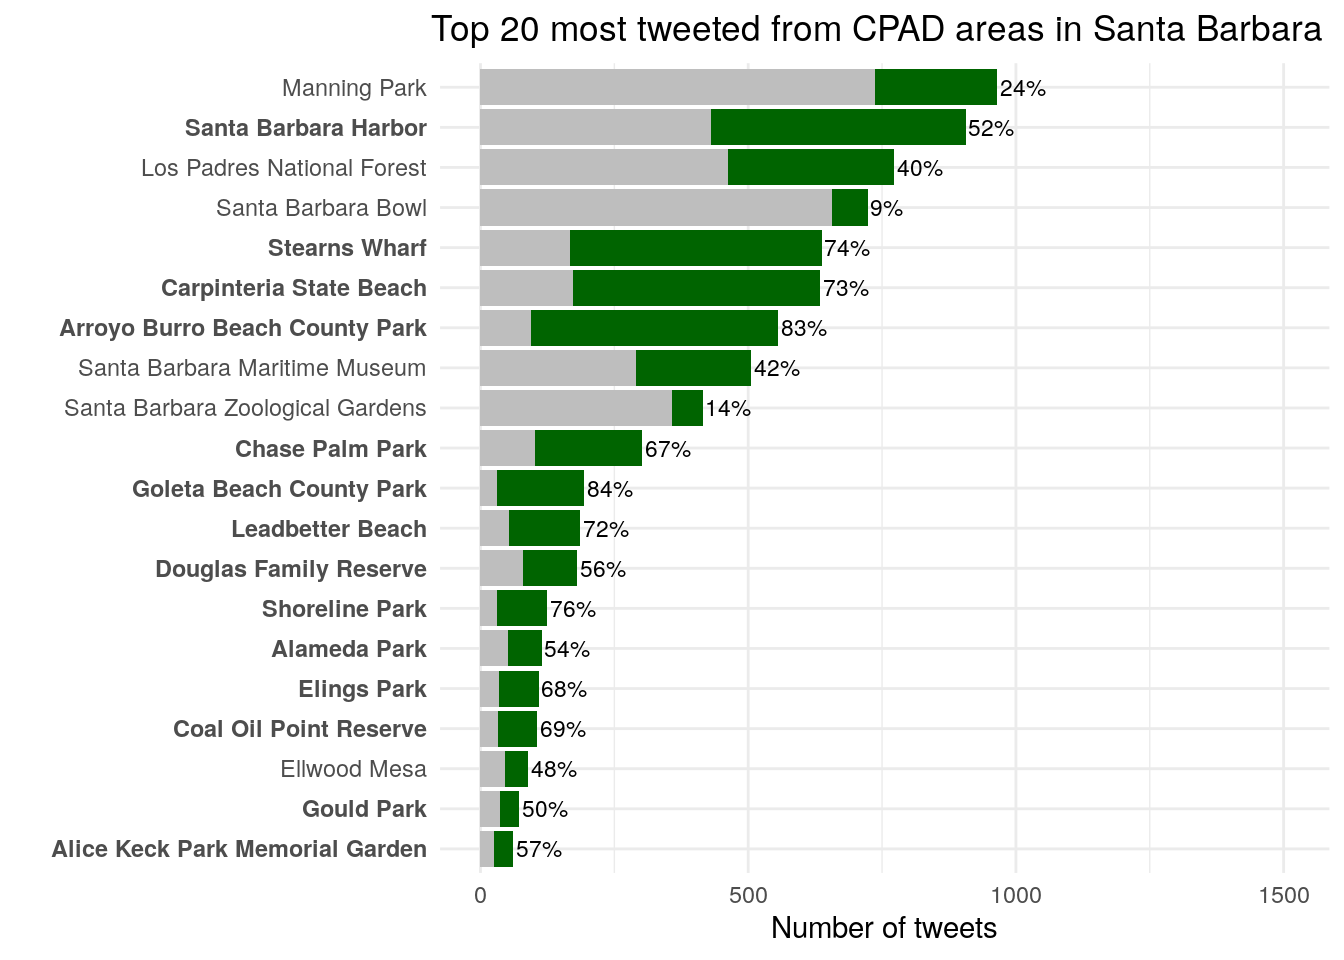 Top 20 most tweeted from CPAD areas in Santa Barbara
Manning Park 24%
Santa Barbara Harbor 52%
Los Padres National Forest 40%
Santa Barbara Bowl 9%
Stearns Wharf 74%
Carpinteria State Beach 73%
Arroyo Burro Beach County Park 83%
Santa Barbara Maritime Museum 42%
Santa Barbara Zoological Gardens 14%
Chase Palm Park 67%
Goleta Beach County Park 84%
Leadbetter Beach 72%
Douglas Family Reserve 56%
Shoreline Park 76%
Alameda Park 54%
Elings Park 68%
Coal Oil Point Reserve 69%
Ellwood Mesa 48%
Gould Park 50%
Alice Keck Park Memorial Garden 57%
0 500 1000 1500
Number of tweets